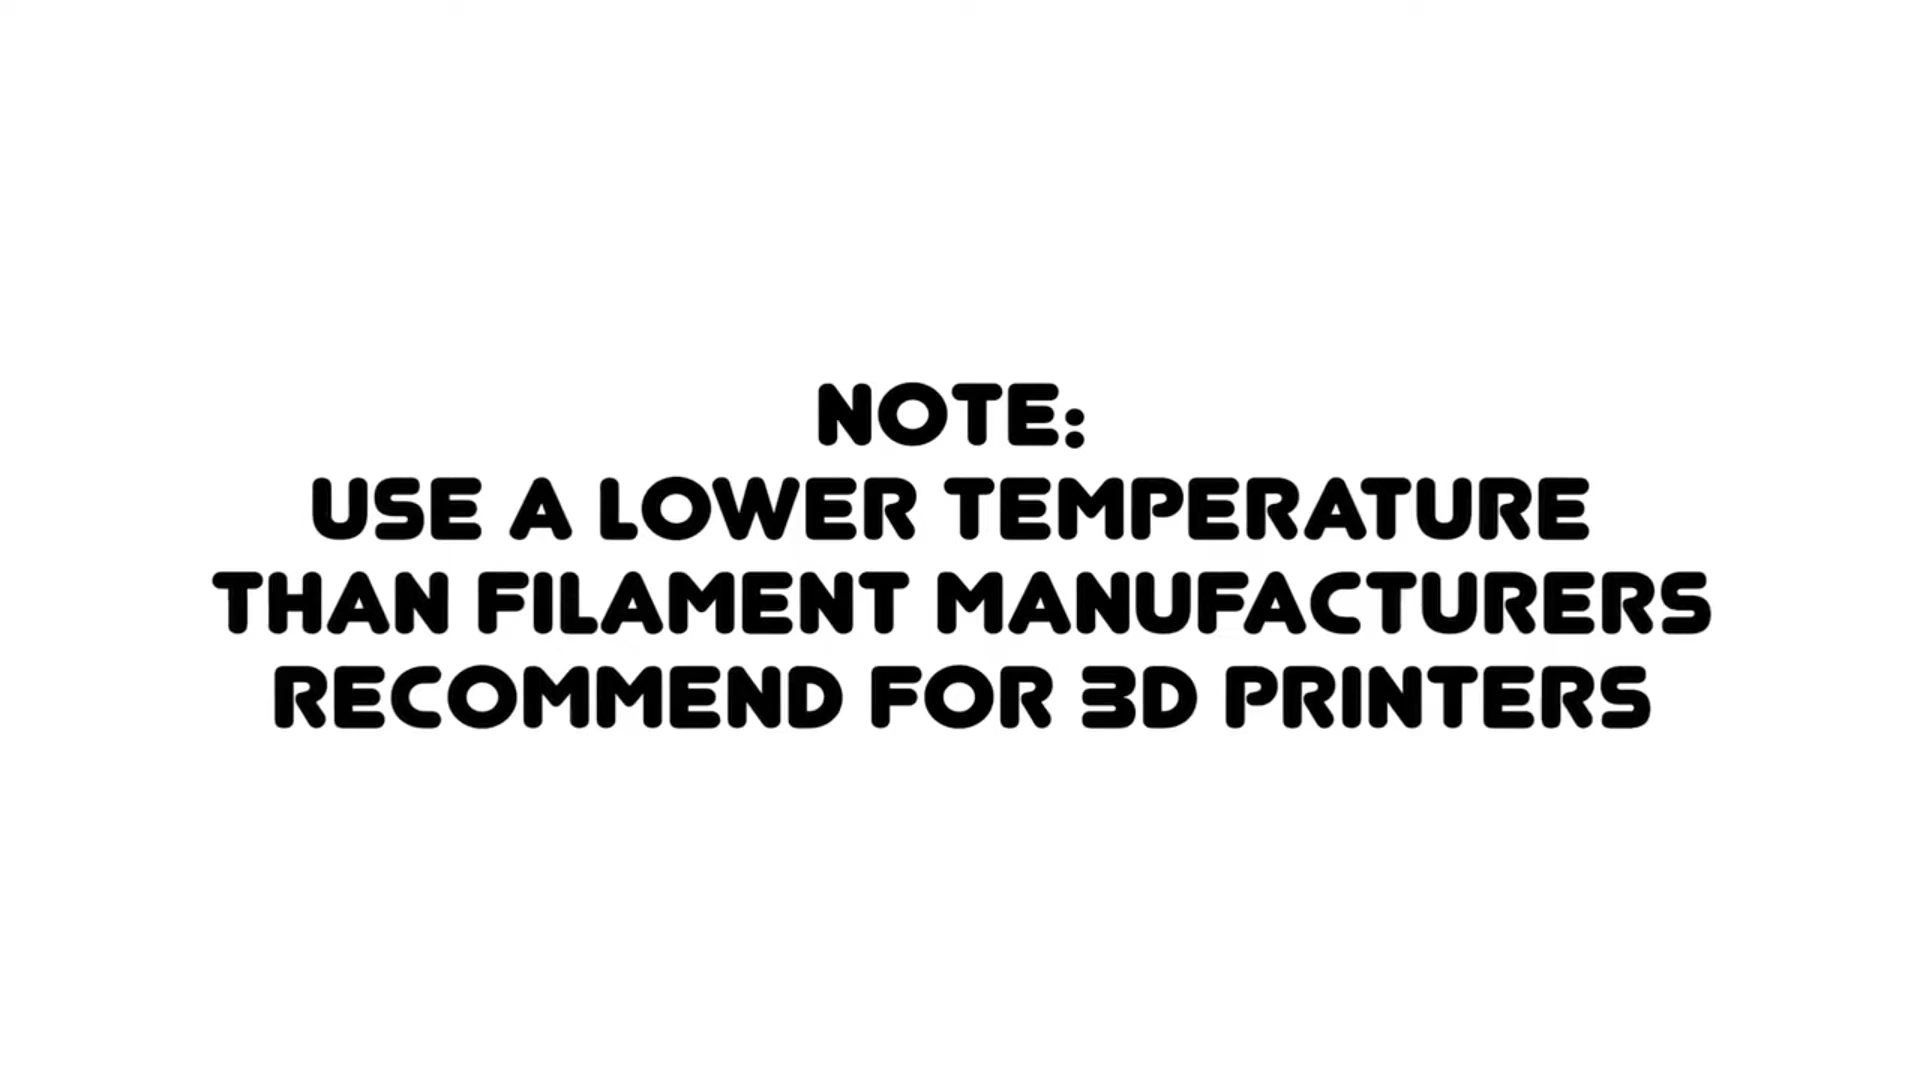 NOTE:
USE A LOWER TEMPERATURE
THAN FILAMENT MANUFACTURERS
RECOMMEND FOR 3D PRINTERS